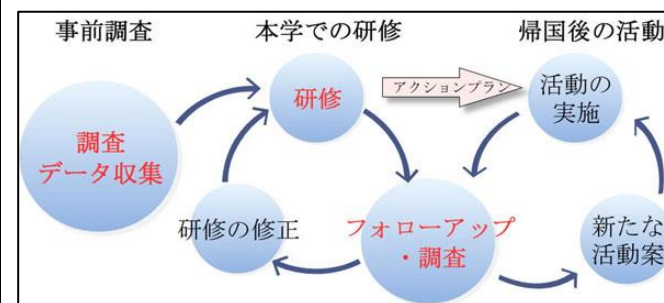 事前調査
本学での研修
帰国後の活動
研修
アクションプラン
活動の
実施
調査
データ収集
研修の修正
フォローアップ
・調査
新たな
活動案